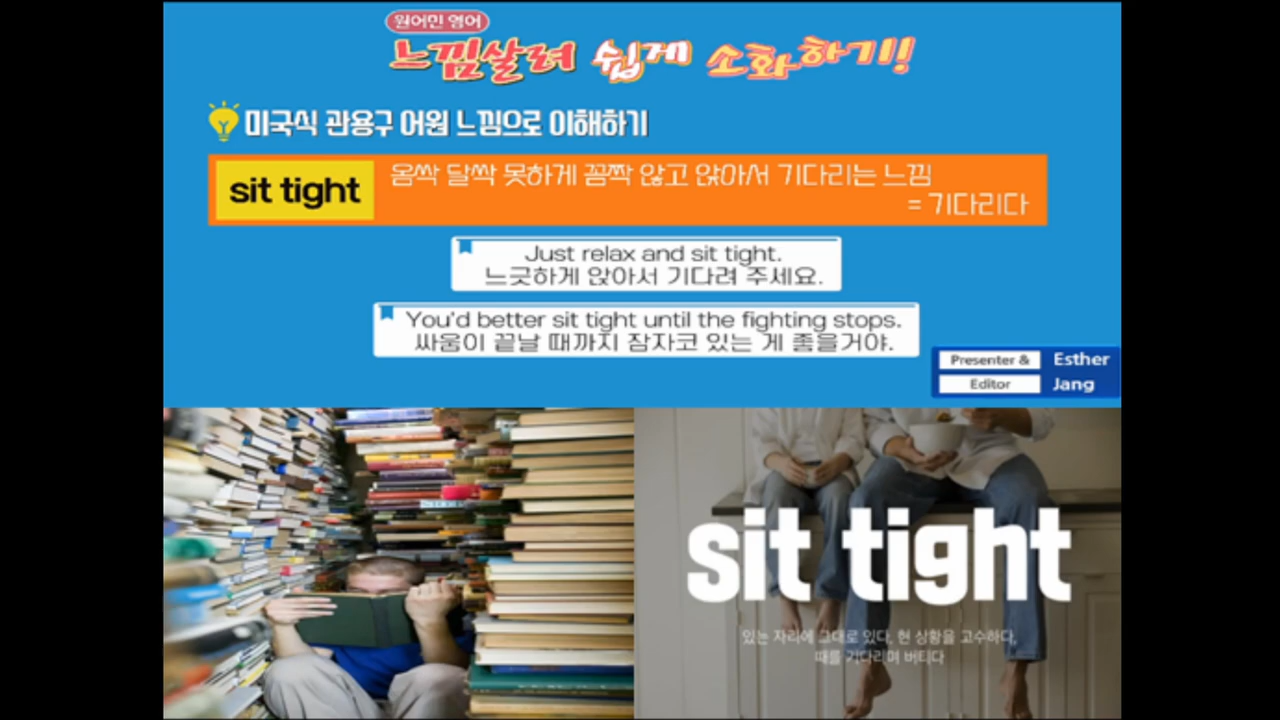 원어민 영어
느낌살려 쉽게 소화하기!
미국식 관용구 어원 느낌으로 이해하기
sit tight
옴싹 달싹 못하게 꼼짝 않고 앉아서 기다리는 느낌
= 기다리다
Just relax and sit tight.
느긋하게 앉아서 기다려 주세요.
You'd better sit tight until the fighting stops.
싸움이 끝날 때까지 잠자코 있는 게 좋을거야.
Presenter & Esther
Editor Jang
sit tight
있는 자리에 그대로 있다, 현 상황을 고수하다,
때를 기다리며 버티다